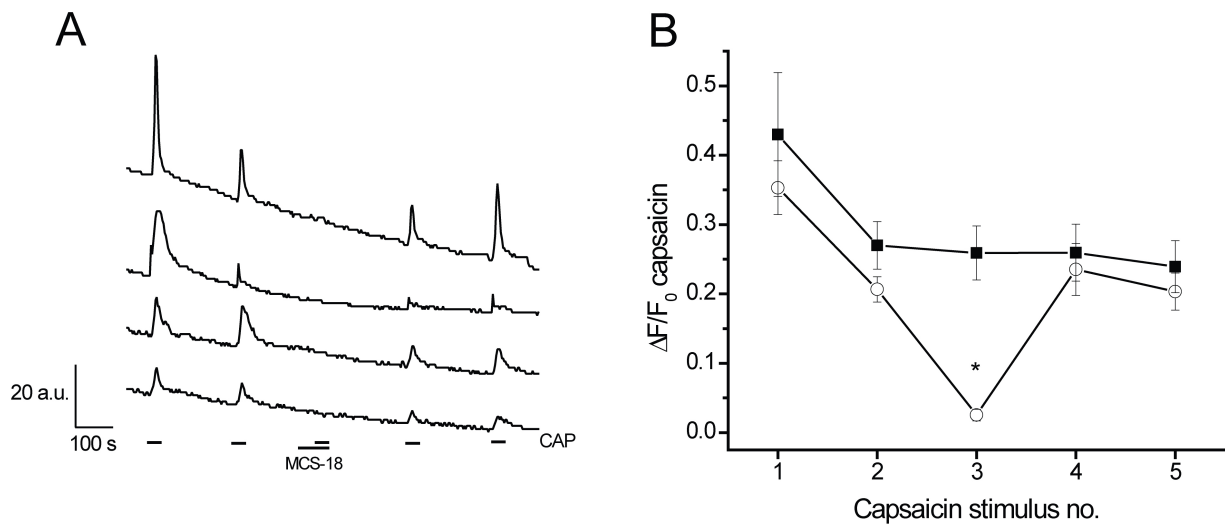 A
20 a.u.
100 s
CAP
MCS-18
B
ΔF/F0 capsaicin
0.5
0.4
0.3
0.2
0.1
0.0
*
1 2 3 4 5
Capsaicin stimulus no.